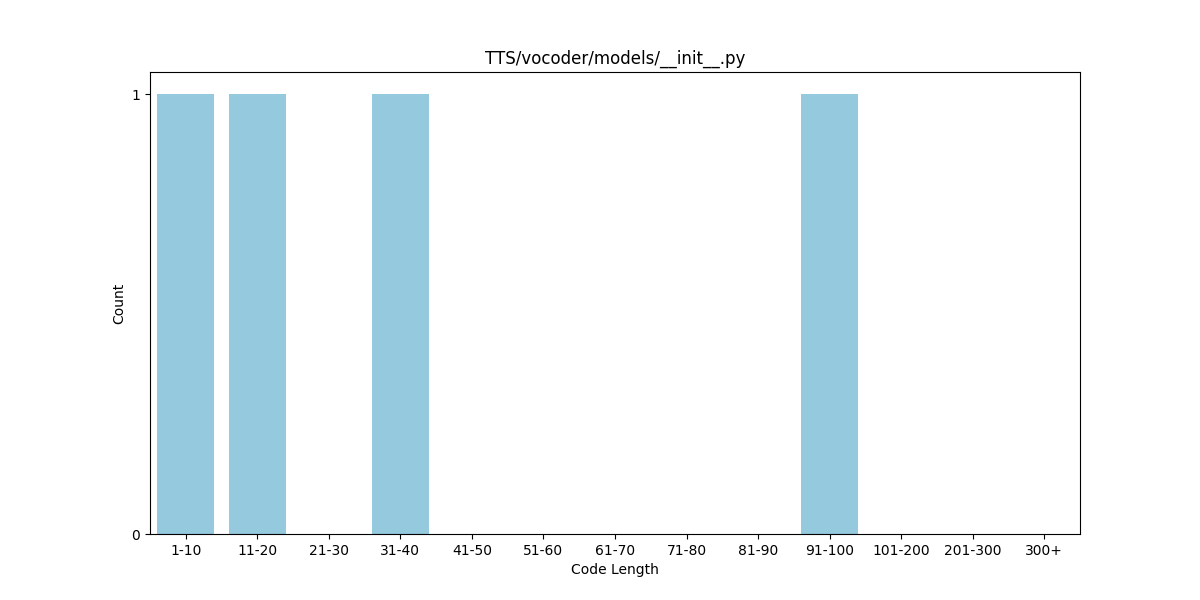 TTS/vocoder/models/__init__.py
Count
1
0
1-10 11-20 21-30 31-40 41-50 51-60 61-70 71-80 81-90 91-100 101-200 201-300 300+
Code Length